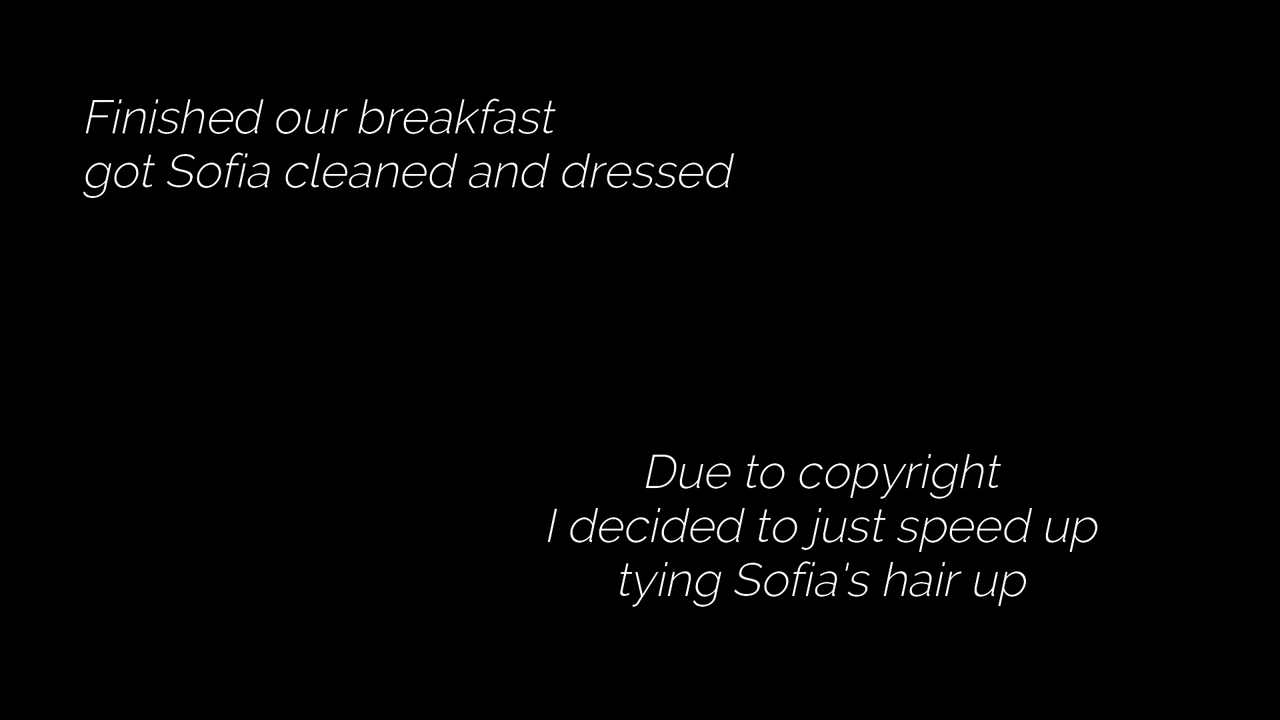 Finished our breakfast
got Sofia cleaned and dressed
Due to copyright
I decided to just speed up
tying Sofia's hair up